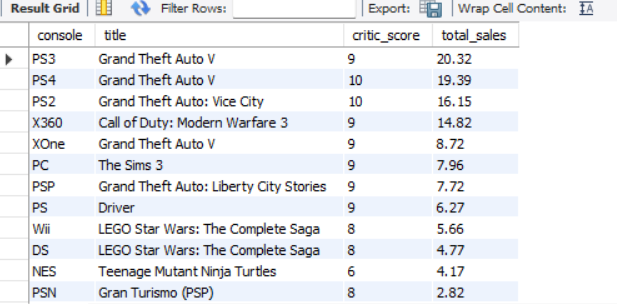 Result Grid Filter Rows: Export: Wrap Cell Content: IA
console title critic_score total_sales
PS3 Grand Theft Auto V 9 20.32
PS4 Grand Theft Auto V 10 19.39
PS2 Grand Theft Auto: Vice City 10 16.15
X360 Call of Duty: Modern Warfare 3 9 14.82
XOne Grand Theft Auto V 9 8.72
PC The Sims 3 9 7.96
PSP Grand Theft Auto: Liberty City Stories 9 7.72
PS Driver 9 6.27
Wii LEGO Star Wars: The Complete Saga 8 5.66
DS LEGO Star Wars: The Complete Saga 8 4.77
NES Teenage Mutant Ninja Turtles 6 4.17
PSN Gran Turismo (PSP) 8 2.82